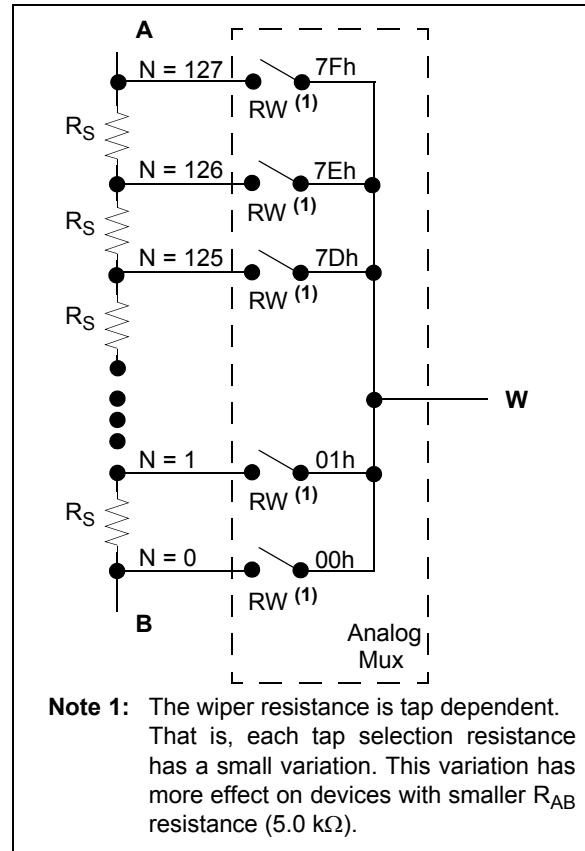 A
N = 127 7Fh
RW (1)
RS
N = 126 7Eh
RW (1)
RS
N = 125 7Dh
RW (1)
RS
W
N = 1 01h
RW (1)
RS
N = 0 00h
RW (1)
B
Analog
Mux
Note 1: The wiper resistance is tap dependent.
That is, each tap selection resistance
has a small variation. This variation has
more effect on devices with smaller RAB
resistance (5.0 kΩ).